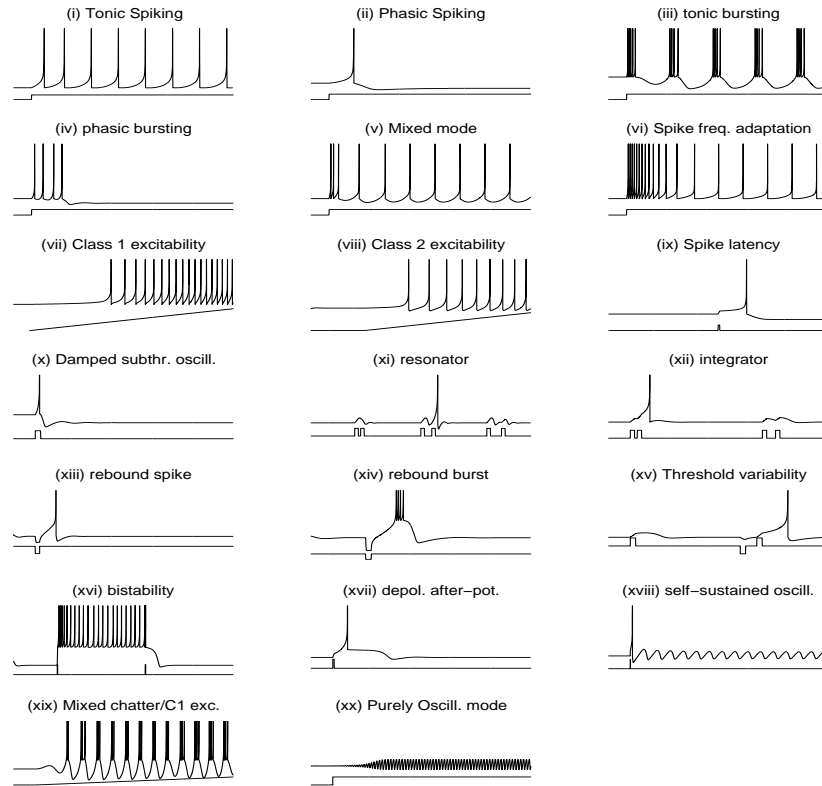 (i) Tonic Spiking
(ii) Phasic Spiking
(iii) tonic bursting
(iv) phasic bursting
(v) Mixed mode
(vi) Spike freq. adaptation
(vii) Class 1 excitability
(viii) Class 2 excitability
(ix) Spike latency
(x) Damped subthr. oscill.
(xi) resonator
(xii) integrator
(xiii) rebound spike
(xiv) rebound burst
(xv) Threshold variability
(xvi) bistability
(xvii) depol. after−pot.
(xviii) self−sustained oscill.
(xix) Mixed chatter/C1 exc.
(xx) Purely Oscill. mode